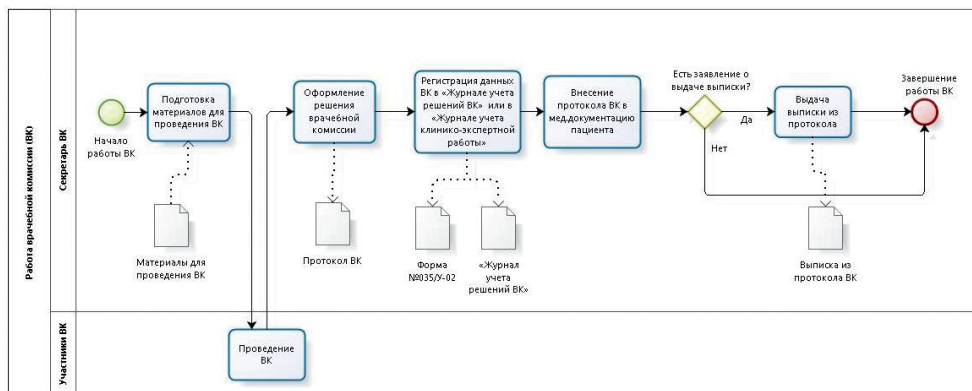 Работа врачебной комиссии (ВК)
Секретарь ВК
Начало
работы ВК
Подготовка
материалов для
проведения ВК
Материалы для
проведения ВК
Оформление
решения
врачебной
комиссии
Протокол ВК
Регистрация данных
ВК в «Журнале учета
решений ВК» или в
«Журнале учета
клинико-экспертной
работы»
Форма
№035/У-02
«Журнал
учета
решений ВК»
Внесение
протокола ВК в
мед.документацию
пациента
Есть заявление о
выдаче выписки?
Да
Нет
Выдача
выписки из
протокола
Выписка из
протокола ВК
Завершение
работы ВК
Участники ВК
Проведение
ВК